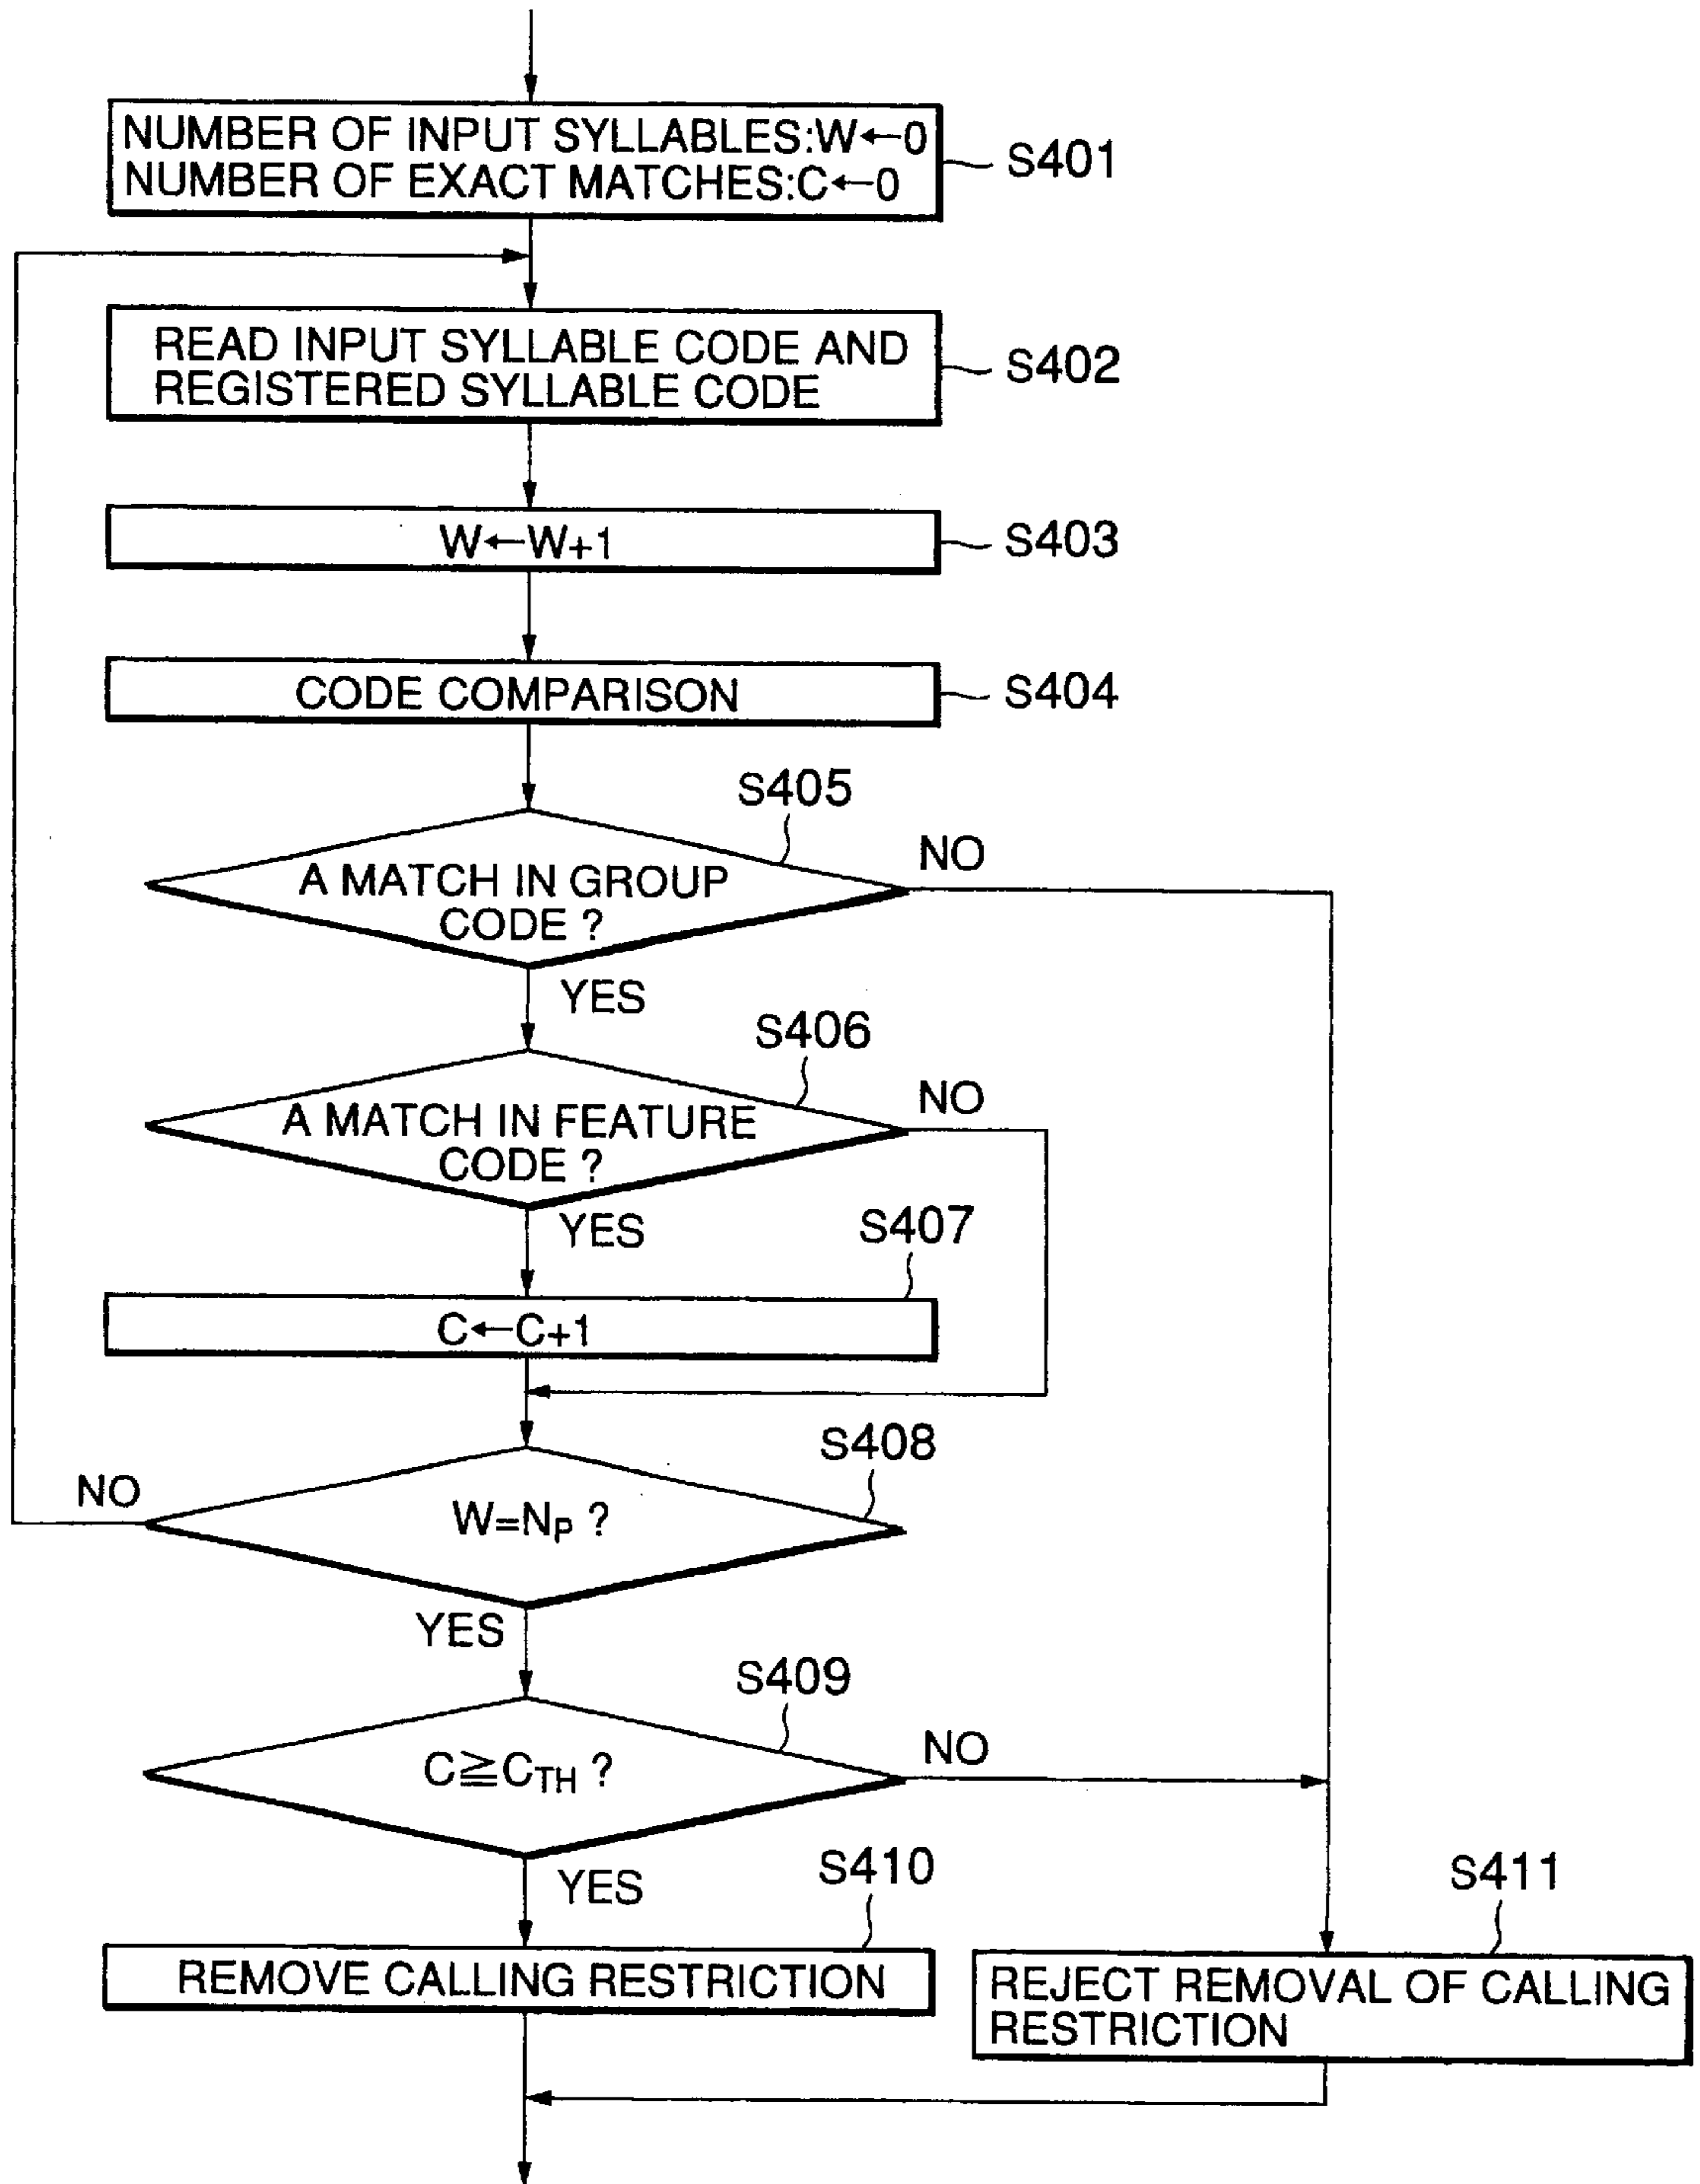 NUMBER OF INPUT SYLLABLES:W←0
NUMBER OF EXACT MATCHES:C←0
S401
READ INPUT SYLLABLE CODE AND
REGISTERED SYLLABLE CODE
S402
W←W+1
S403
CODE COMPARISON
S404
S405
A MATCH IN GROUP
CODE ?
NO
YES
S406
A MATCH IN FEATURE
CODE ?
NO
YES
S407
C←C+1
S408
W=NP ?
NO
YES
S409
C≧CTH ?
NO
YES
S410
REMOVE CALLING RESTRICTION
S411
REJECT REMOVAL OF CALLING
RESTRICTION